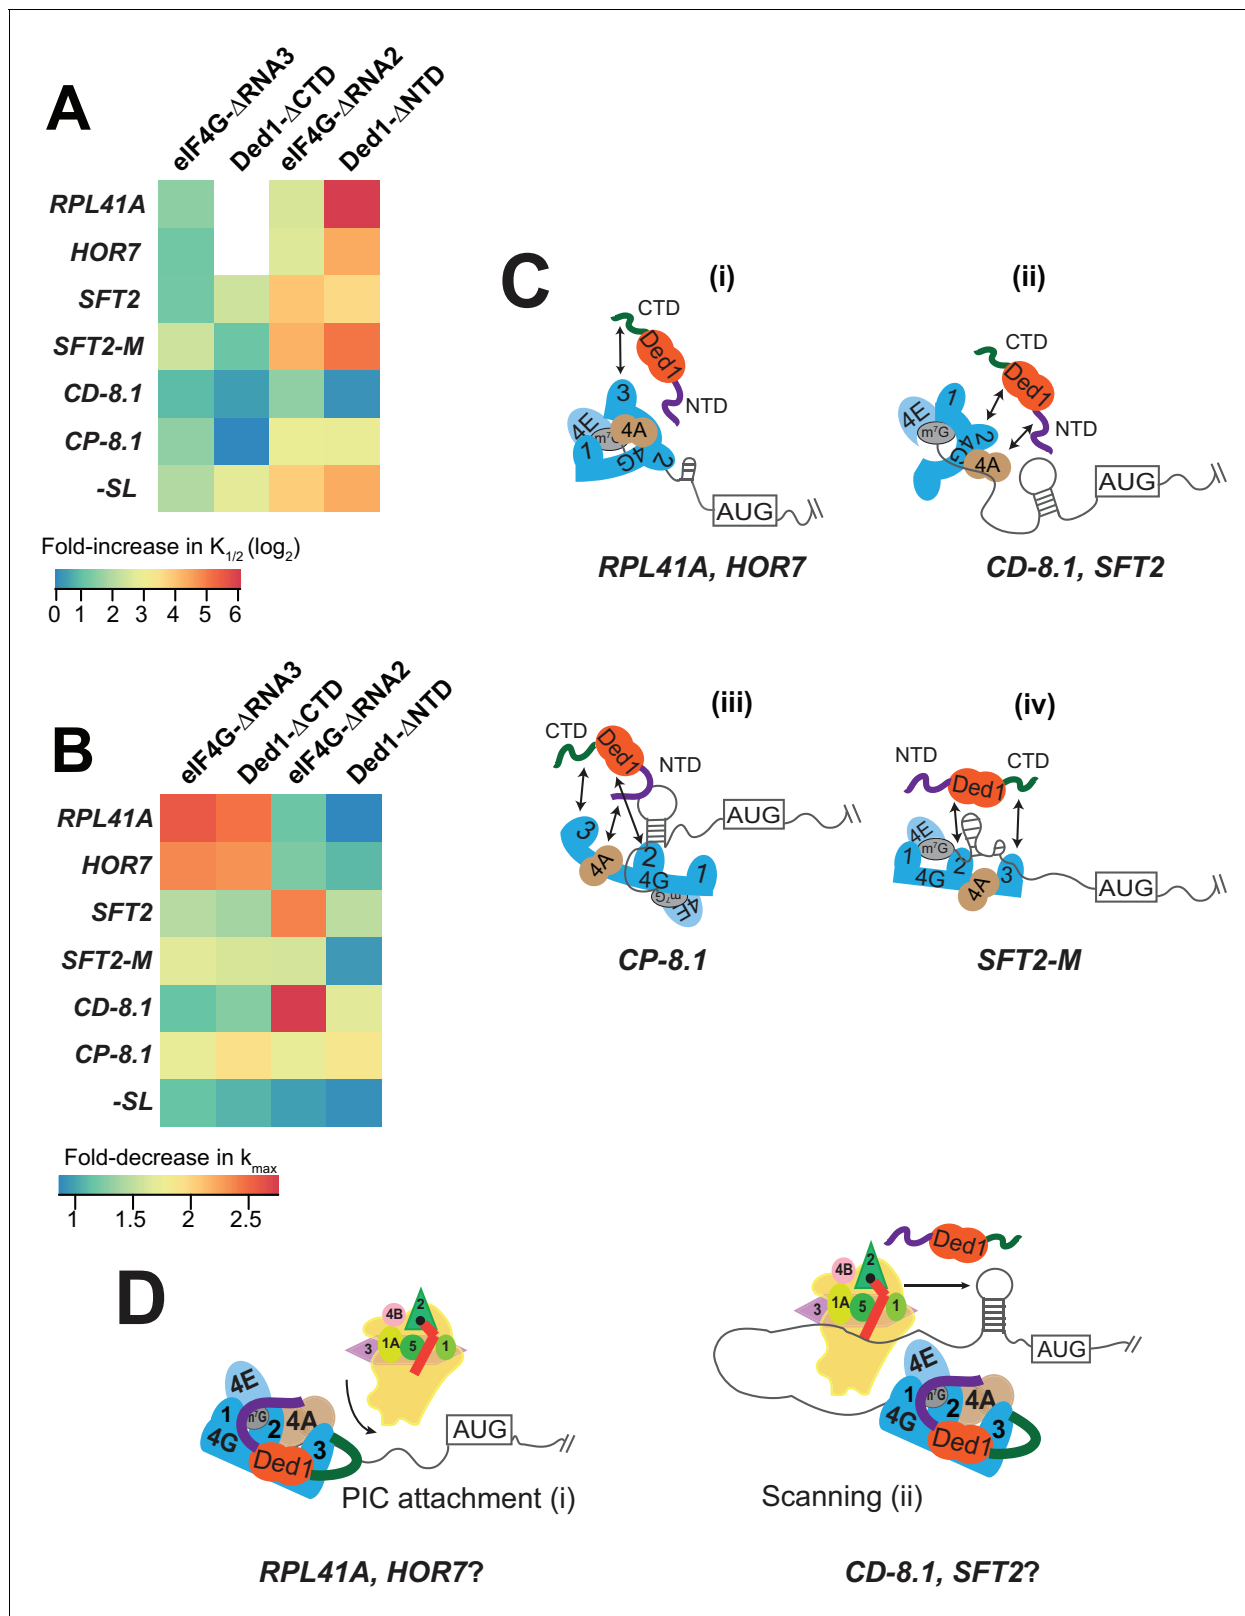 A
eIF4G-ΔRNA3
Ded1-ΔCTD
eIF4G-ΔRNA2
Ded1-ΔNTD
RPL41A
HOR7
SFT2
SFT2-M
CD-8.1
CP-8.1
-SL
Fold-increase in K1/2 (log2)
0 1 2 3 4 5 6
B
eIF4G-ΔRNA3
Ded1-ΔCTD
eIF4G-ΔRNA2
Ded1-ΔNTD
RPL41A
HOR7
SFT2
SFT2-M
CD-8.1
CP-8.1
-SL
Fold-decrease in kmax
1 1.5 2 2.5
C
(i)
CTD
Ded1
3
NTD
4E
4A
m7G
1
4G
2
AUG
RPL41A, HOR7
(ii)
CTD
Ded1
1
4E
NTD
m7G
2
4G
4A
AUG
CD-8.1, SFT2
(iii)
CTD
Ded1
NTD
3
AUG
4A
2
1
4G
m7G
4E
CP-8.1
(iv)
NTD
CTD
Ded1
4E
m7G
1
2
3
4G
4A
AUG
SFT2-M
D
2
4B
1A
5
3
1
4E
1
m7G
2
4A
4G
3
Ded1
AUG
PIC attachment (i)
RPL41A, HOR7?
Ded1
2
4B
1A
5
3
1
AUG
4E
1
m7G
2
4A
4G
3
Ded1
Scanning (ii)
CD-8.1, SFT2?